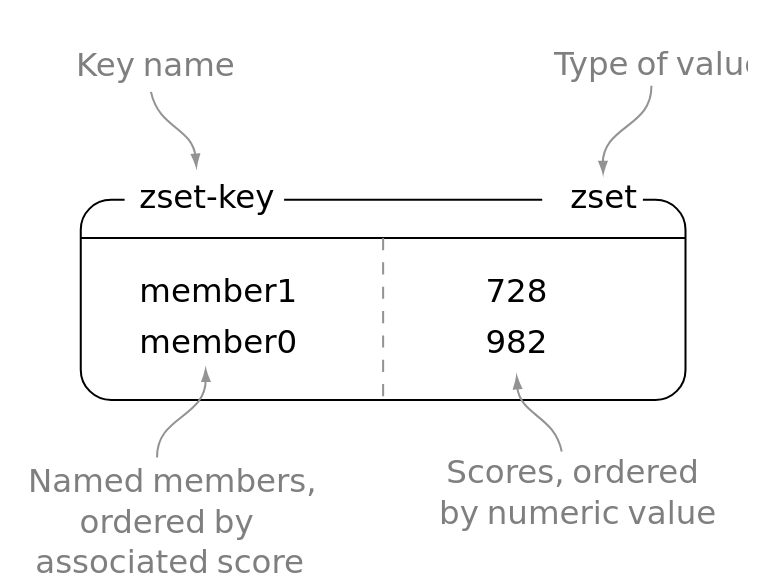 Key name
Type of value
zset-key
zset
member1 728
member0 982
Named members,
ordered by
associated score
Scores, ordered
by numeric value